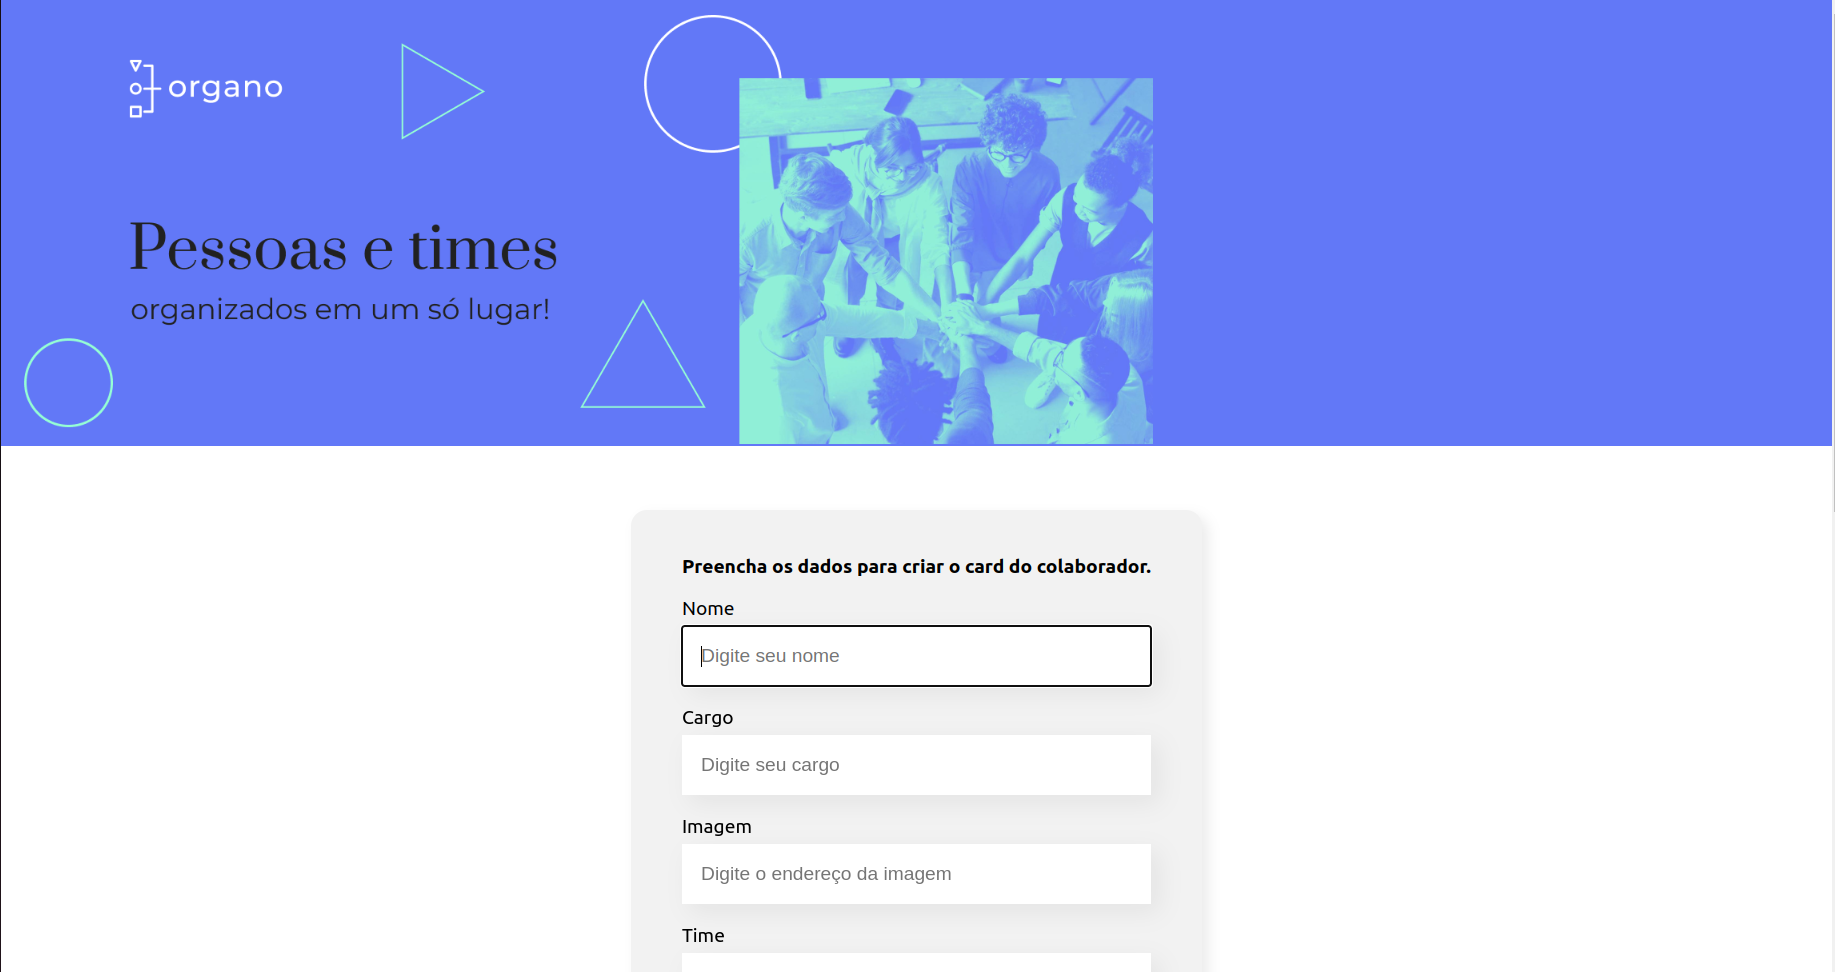 organo
Pessoas e times
organizados em um só lugar!
Preencha os dados para criar o card do colaborador.
Nome
Digite seu nome
Cargo
Digite seu cargo
Imagem
Digite o endereço da imagem
Time